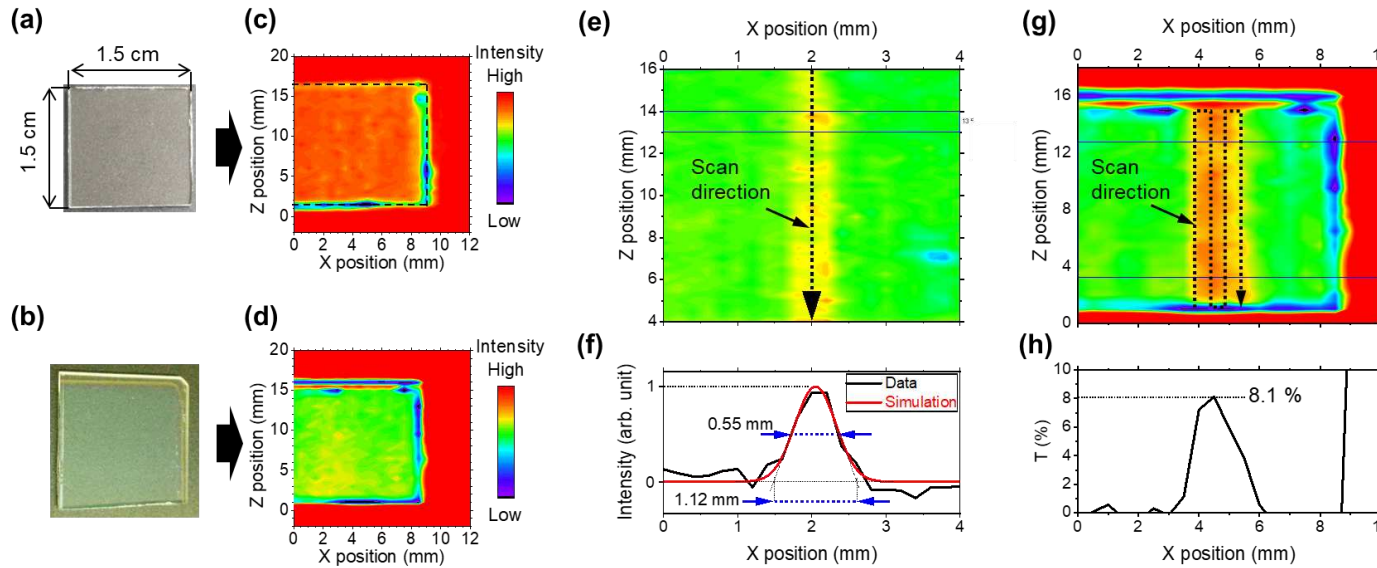 (a)
1.5 cm
1.5 cm
(b)
(c)
Intensity
High
Low
Z position (mm)
20
15
10
5
0
0 2 4 6 8 10 12
X position (mm)
(d)
Intensity
High
Low
Z position (mm)
20
15
10
5
0
0 2 4 6 8 10 12
X position (mm)
(e)
X position (mm)
0 1 2 3 4
Z position (mm)
16
14
12
10
8
6
4
Scan
direction
(f)
Intensity (arb. unit)
1
0
Data
Simulation
0.55 mm
1.12 mm
0 1 2 3 4
X position (mm)
(g)
X position (mm)
0 2 4 6 8 10
Z position (mm)
16
12
8
4
0
Scan
direction
(h)
T (%)
10
8
6
4
2
0
8.1 %
0 2 4 6 8
X position (mm)